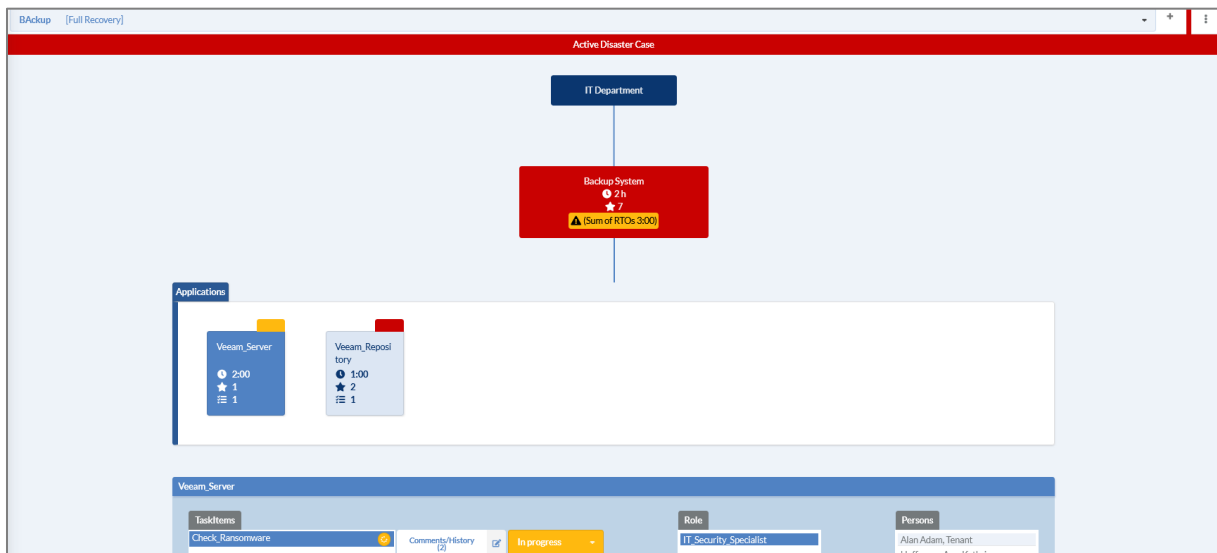 BAckup [Full Recovery]
+
Active Disaster Case
IT Department
Backup System
2 h
7
(Sum of RTOs 3:00)
Applications
Veeam_Server
2:00
1
1
Veeam_Reposi
tory
1:00
2
1
Veeam_Server
TaskItems
Check_Ransomware
Comments/History
(2)
In progress
Role
IT_Security_Specialist
Persons
Alan Adam, Tenant